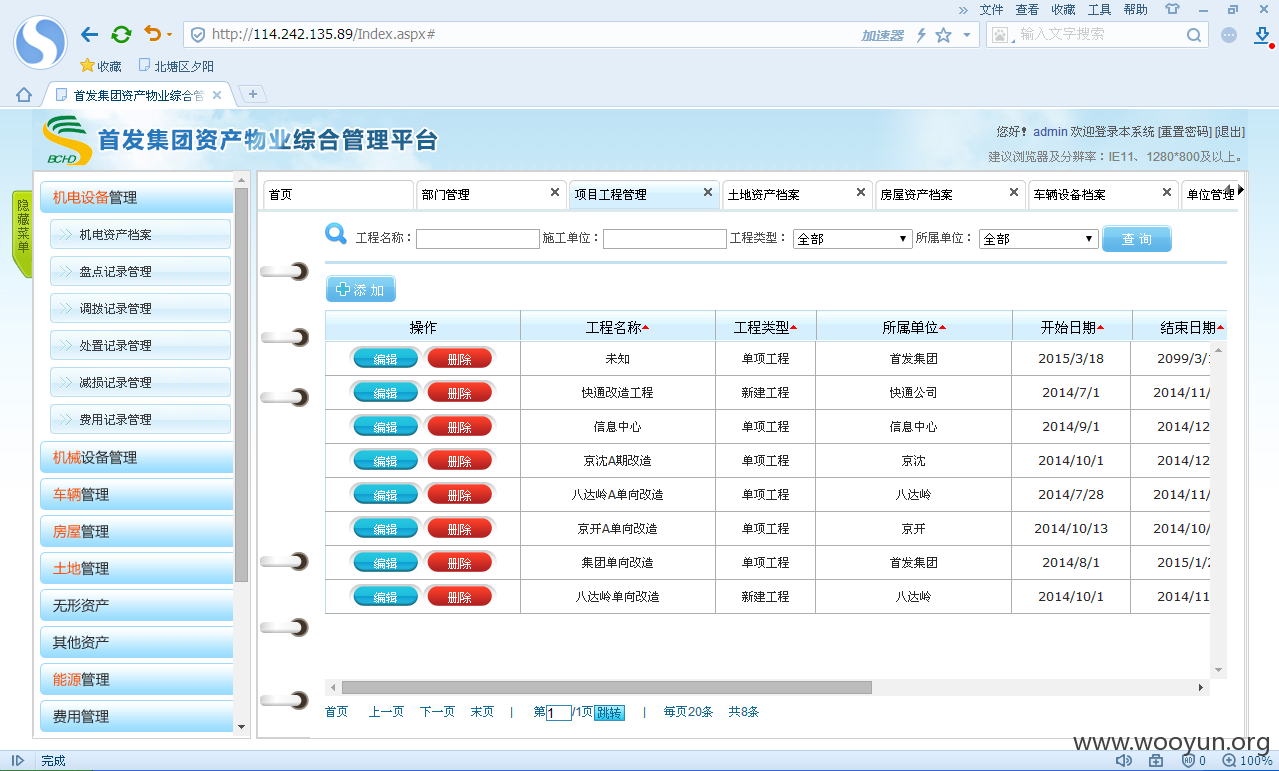 » 文件 查看 收藏 工具 帮助
http://114.242.135.89/Index.aspx# 加速器 输入文字搜索
收藏 北塘区夕阳
首发集团资产物业综合管
BCHD 首发集团资产物业综合管理平台
您好! admin 欢迎登录本系统 [重置密码] [退出]
建议浏览器及分辨率:IE11、1280*800及以上。
隐藏菜单
机电设备管理
机电资产档案
盘点记录管理
调拨记录管理
处置记录管理
减损记录管理
费用记录管理
机械设备管理
车辆管理
房屋管理
土地管理
无形资产
其他资产
能源管理
费用管理
首页 部门管理 项目工程管理 土地资产档案 房屋资产档案 车辆设备档案 单位管理
工程名称: 施工单位: 工程类型: 全部 所属单位: 全部 查 询
添 加
操作 工程名称 工程类型 所属单位 开始日期 结束日期
编辑 删除 未知 单项工程 首发集团 2015/3/18 2099/3/
编辑 删除 快通改造工程 新建工程 快通公司 2014/7/1 2014/11/
编辑 删除 信息中心 单项工程 信息中心 2014/9/1 2014/12
编辑 删除 京沈A期改造 单项工程 京沈 2014/10/1 2014/12
编辑 删除 八达岭A单向改造 单项工程 八达岭 2014/7/28 2014/11/
编辑 删除 京开A单向改造 单项工程 京开 2014/10/13 2014/10/
编辑 删除 集团单向改造 单项工程 首发集团 2014/8/1 2015/1/
编辑 删除 八达岭单向改造 新建工程 八达岭 2014/10/1 2014/11
首页 上一页 下一页 末页 | 第1/1页 跳转 | 每页20条 共8条
www.wooyun.org
完成 0 100%